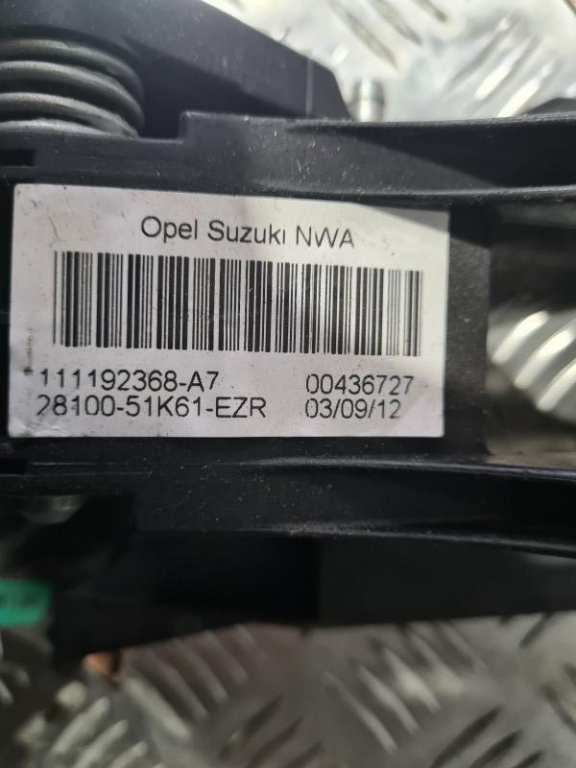 Opel Suzuki NWA
111192368-A7 00436727
28100-51K61-EZR 03/09/12